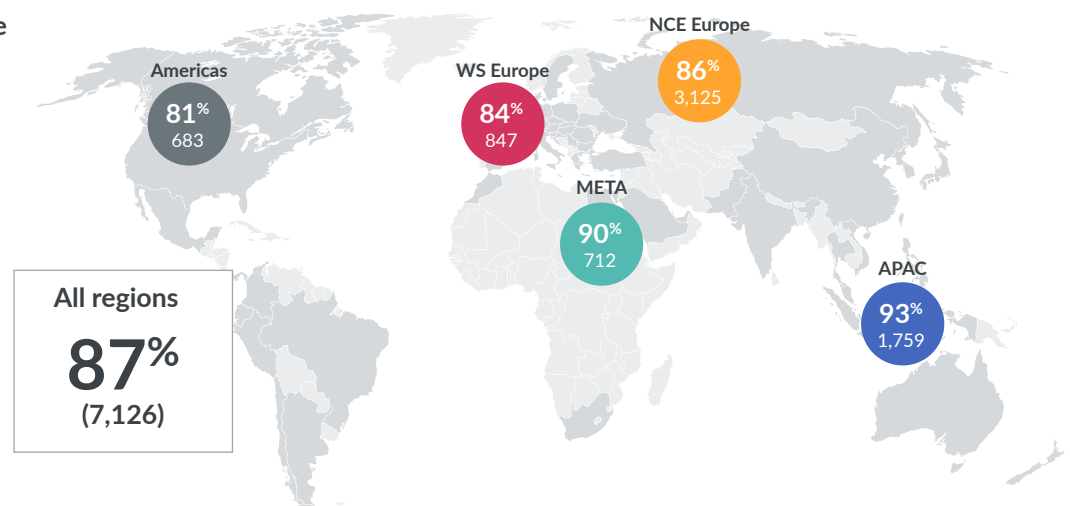 e
NCE Europe
86%
3,125
Americas
81%
683
WS Europe
84%
847
META
90%
712
APAC
93%
1,759
All regions
87%
(7,126)